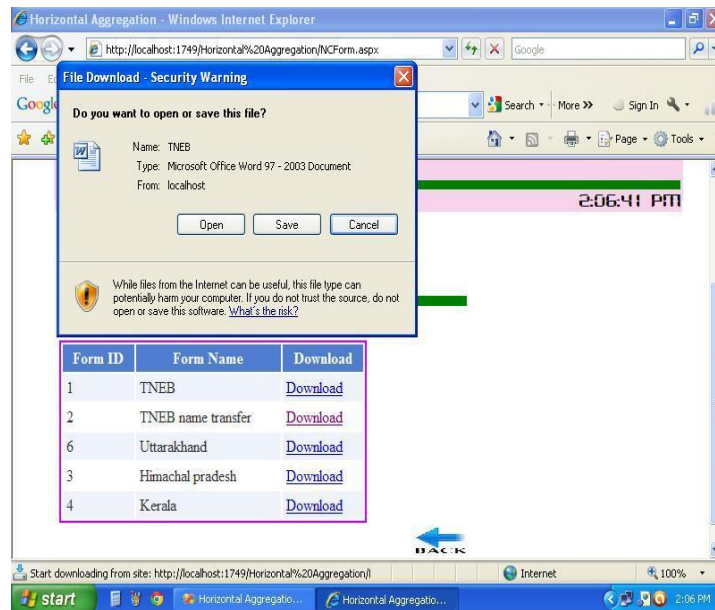 Horizontal Aggregation - Windows Internet Explorer
http://localhost:1749/Horizontal%20Aggregation/NCForm.aspx
Google
File
File Download - Security Warning
Do you want to open or save this file?
Name: TNEB
Type: Microsoft Office Word 97 - 2003 Document
From: localhost
Open Save Cancel
While files from the Internet can be useful, this file type can
potentially harm your computer. If you do not trust the source, do not
open or save this software. What's the risk?
Search More >> Sign In
Page Tools
2:06:41 PM
Form ID Form Name Download
1 TNEB Download
2 TNEB name transfer Download
6 Uttarakhand Download
3 Himachal pradesh Download
4 Kerala Download
BACK
Start downloading from site: http://localhost:1749/Horizontal%20Aggregation/
Internet 100%
start Horizontal Aggregatio... Horizontal Aggregatio... 2:06 PM